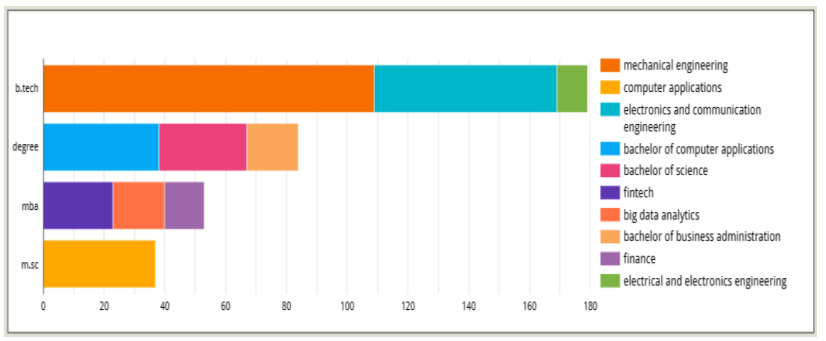 b.tech
degree
mba
m.sc
0 20 40 60 80 100 120 140 160 180
mechanical engineering
computer applications
electronics and communication
engineering
bachelor of computer applications
bachelor of science
fintech
big data analytics
bachelor of business administration
finance
electrical and electronics engineering